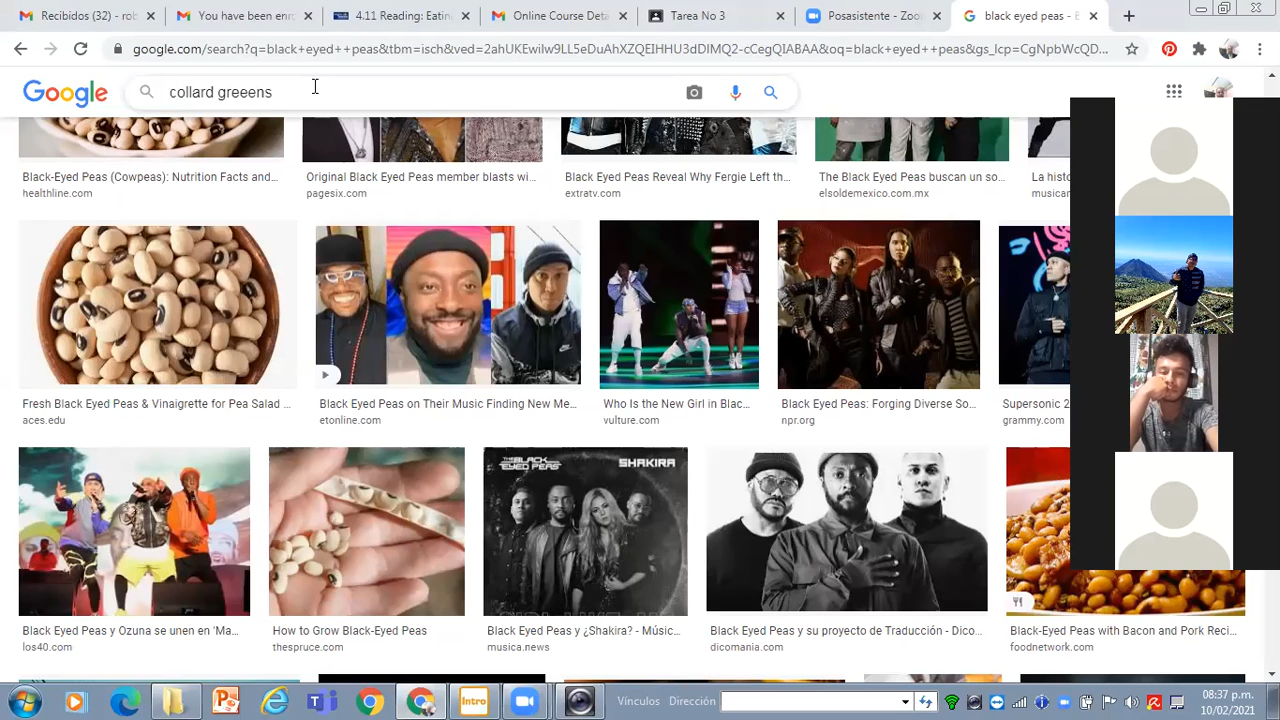 Recibidos (32)
You have been enr
4.11 Reading: Eatin
Online Course Deta
Tarea No 3
Posasistente - Zoo
black eyed peas - B
google.com/search?q=black+eyed++peas&tbm=isch&ved=2ahUKEwilw9LL5eDuAhXZQEIHHU3dDlMQ2-cCegQIABAA&oq=black+eyed++peas&gs_lcp=CgNpbWcQD...
Google
collard greeens
Black-Eyed Peas (Cowpeas): Nutrition Facts and...
healthline.com
Original Black Eyed Peas member blasts wi...
pagesix.com
Black Eyed Peas Reveal Why Fergie Left th...
extratv.com
The Black Eyed Peas buscan un so...
elsoldemexico.com.mx
La histo
musicar
Fresh Black Eyed Peas & Vinaigrette for Pea Salad ...
aces.edu
Black Eyed Peas on Their Music Finding New Me...
etonline.com
Who Is the New Girl in Blac...
vulture.com
Black Eyed Peas: Forging Diverse So...
npr.org
Supersonic 2
grammy.com
THE BLACK EYED PEAS
SHAKIRA
Black Eyed Peas y Ozuna se unen en 'Ma...
los40.com
How to Grow Black-Eyed Peas
thespruce.com
Black Eyed Peas y ¿Shakira? - Músic...
musica.news
Black Eyed Peas y su proyecto de Traducción - Dico...
dicomania.com
Black-Eyed Peas with Bacon and Pork Reci...
foodnetwork.com
Intro
Vínculos
Dirección
08:37 p.m.
10/02/2021